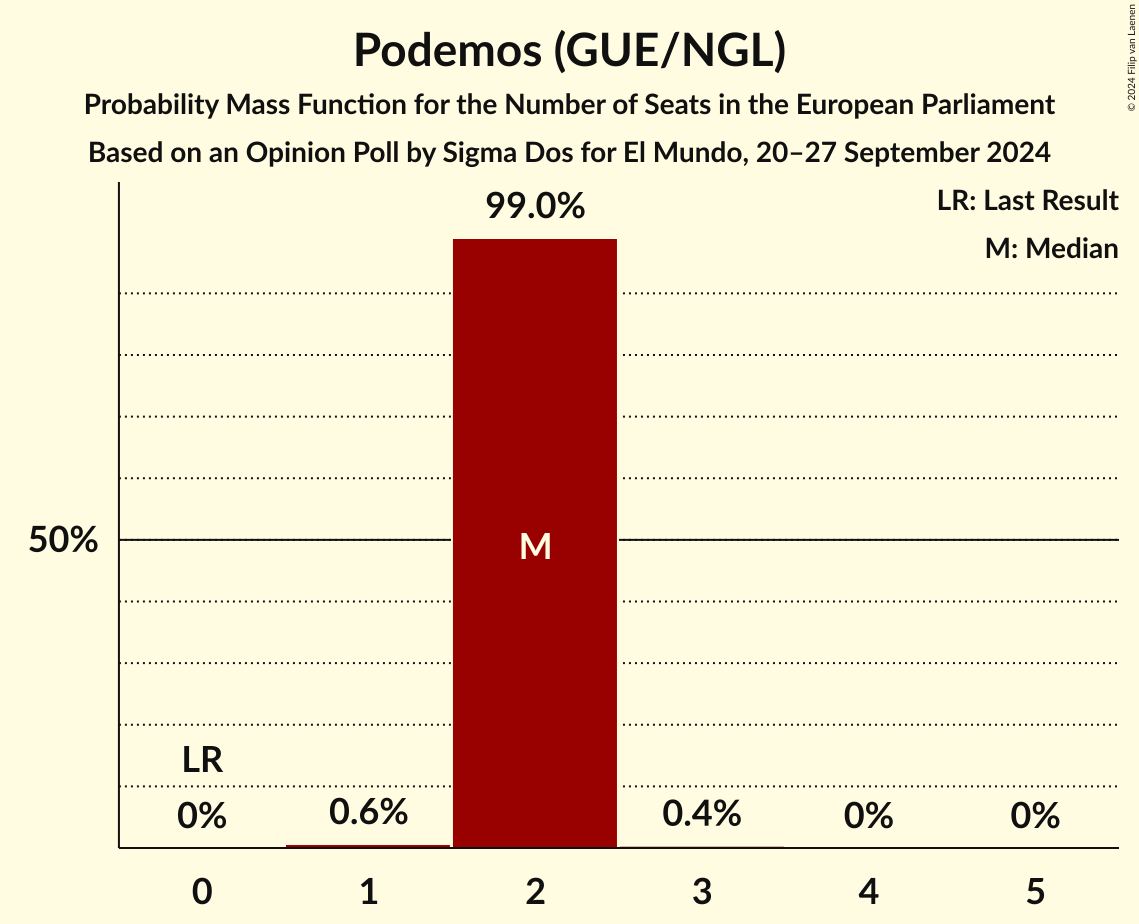 Podemos (GUE/NGL)
Probability Mass Function for the Number of Seats in the European Parliament
Based on an Opinion Poll by Sigma Dos for El Mundo, 20–27 September 2024
© 2024 Filip van Laenen
LR: Last Result
M: Median
99.0%
50%
M
LR
0%
0.6%
0.4%
0%
0%
0
1
2
3
4
5